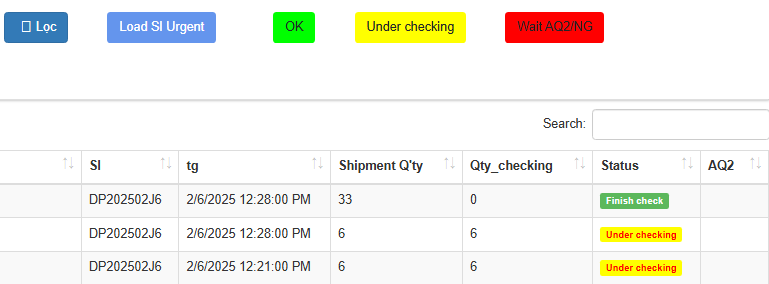 Lọc Load SI Urgent OK Under checking Wait AQ2/NG
Search:
SI tg Shipment Q'ty Qty_checking Status AQ2
DP202502J6 2/6/2025 12:28:00 PM 33 0 Finish check
DP202502J6 2/6/2025 12:28:00 PM 6 6 Under checking
DP202502J6 2/6/2025 12:21:00 PM 6 6 Under checking